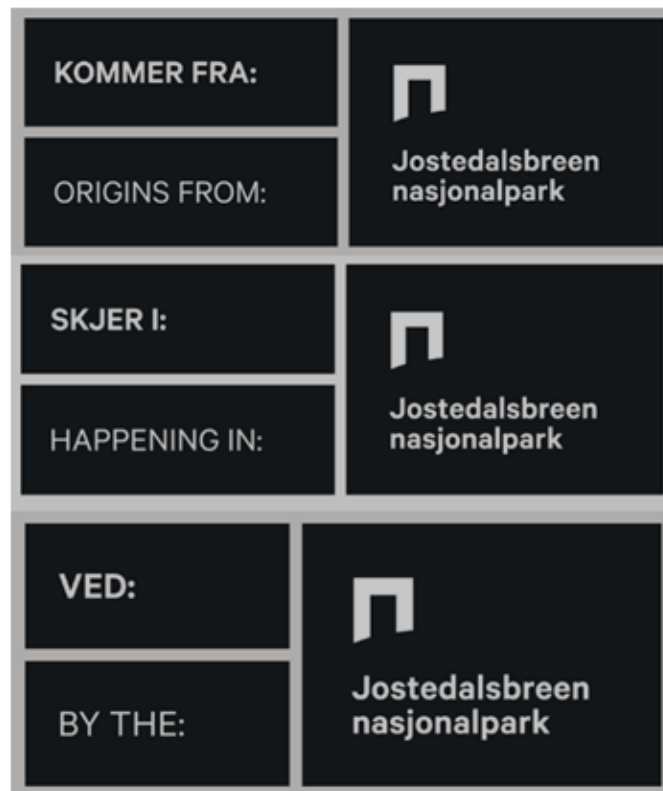 KOMMER FRA:
ORIGINS FROM:
Jostedalsbreen
nasjonalpark
SKJER I:
HAPPENING IN:
Jostedalsbreen
nasjonalpark
VED:
BY THE:
Jostedalsbreen
nasjonalpark